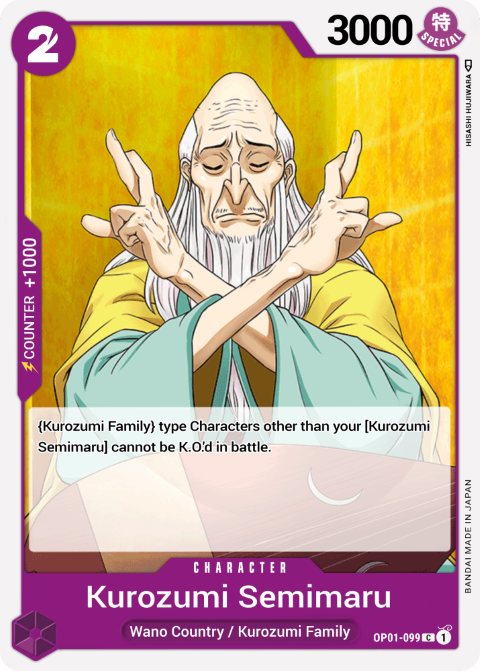 2
3000
特
SPECIAL
HISASHI HUJIWARA
COUNTER +1000
{Kurozumi Family} type Characters other than your [Kurozumi
Semimaru] cannot be K.O.'d in battle.
BANDAI MADE IN JAPAN
CHARACTER
Kurozumi Semimaru
Wano Country / Kurozumi Family
OP01-099 C 1